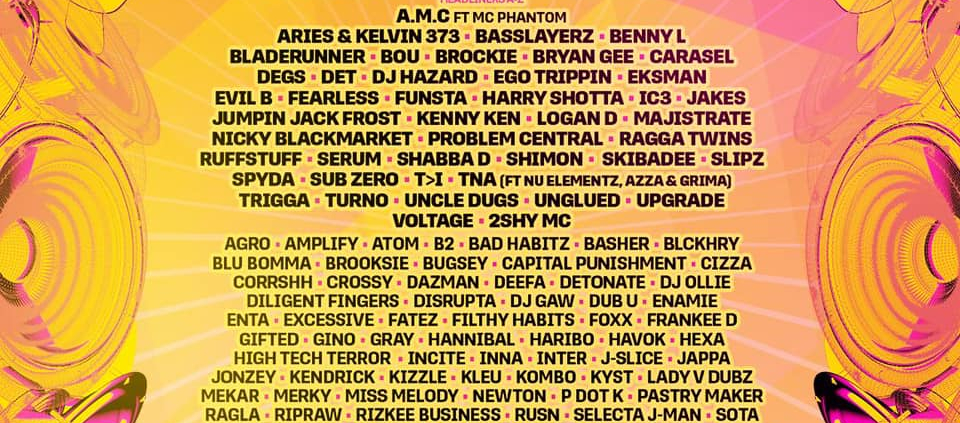 HEADLINERS A-Z
A.M.C FT MC PHANTOM
ARIES & KELVIN 373 • BASSLAYERZ • BENNY L
BLADERUNNER • BOU • BROCKIE • BRYAN GEE • CARASEL
DEGS • DET • DJ HAZARD • EGO TRIPPIN • EKSMAN
EVIL B • FEARLESS • FUNSTA • HARRY SHOTTA • IC3 • JAKES
JUMPIN JACK FROST • KENNY KEN • LOGAN D • MAJISTRATE
NICKY BLACKMARKET • PROBLEM CENTRAL • RAGGA TWINS
RUFFSTUFF • SERUM • SHABBA D • SHIMON • SKIBADEE • SLIPZ
SPYDA • SUB ZERO • T>I • TNA (FT NU ELEMENTZ, AZZA & GRIMA)
TRIGGA • TURNO • UNCLE DUGS • UNGLUED • UPGRADE
VOLTAGE • 2SHY MC
AGRO • AMPLIFY • ATOM • B2 • BAD HABITZ • BASHER • BLCKHRY
BLU BOMMA • BROOKSIE • BUGSEY • CAPITAL PUNISHMENT • CIZZA
CORRSHH • CROSSY • DAZMAN • DEEFA • DETONATE • DJ OLLIE
DILIGENT FINGERS • DISRUPTA • DJ GAW • DUB U • ENAMIE
ENTA • EXCESSIVE • FATEZ • FILTHY HABITS • FOXX • FRANKEE D
GIFTED • GINO • GRAY • HANNIBAL • HARIBO • HAVOK • HEXA
HIGH TECH TERROR • INCITE • INNA • INTER • J-SLICE • JAPPA
JONZEY • KENDRICK • KIZZLE • KLEU • KOMBO • KYST • LADY V DUBZ
MEKAR • MERKY • MISS MELODY • NEWTON • P DOT K • PASTRY MAKER
RAGLA • RIPRAW • RIZKEE BUSINESS • RUSN • SELECTA J-MAN • SOTA